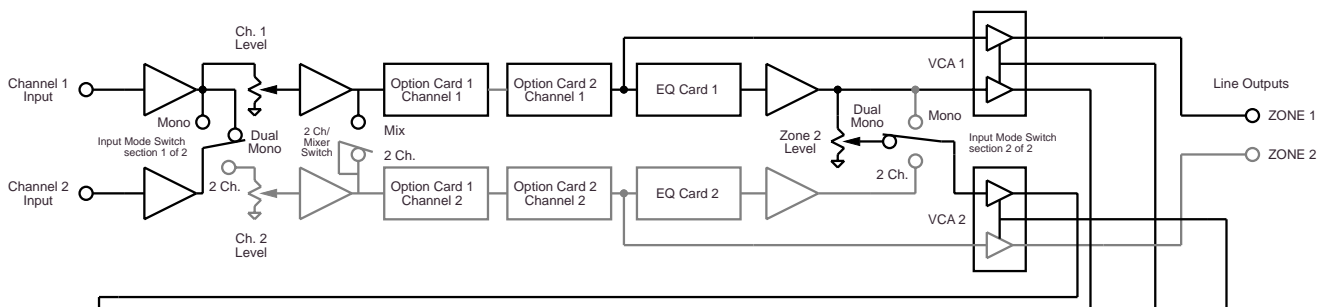 Ch. 1
Level
Channel 1
Input
Option Card 1
Channel 1
Option Card 2
Channel 1
EQ Card 1
VCA 1
Line Outputs
ZONE 1
Mono
Dual
Mono
Input Mode Switch
section 1 of 2
2 Ch/
Mixer
Switch
Mix
2 Ch.
Zone 2
Level
Dual
Mono
Mono
Input Mode Switch
section 2 of 2
ZONE 2
Channel 2
Input
2 Ch.
Ch. 2
Level
Option Card 1
Channel 2
Option Card 2
Channel 2
EQ Card 2
2 Ch.
VCA 2